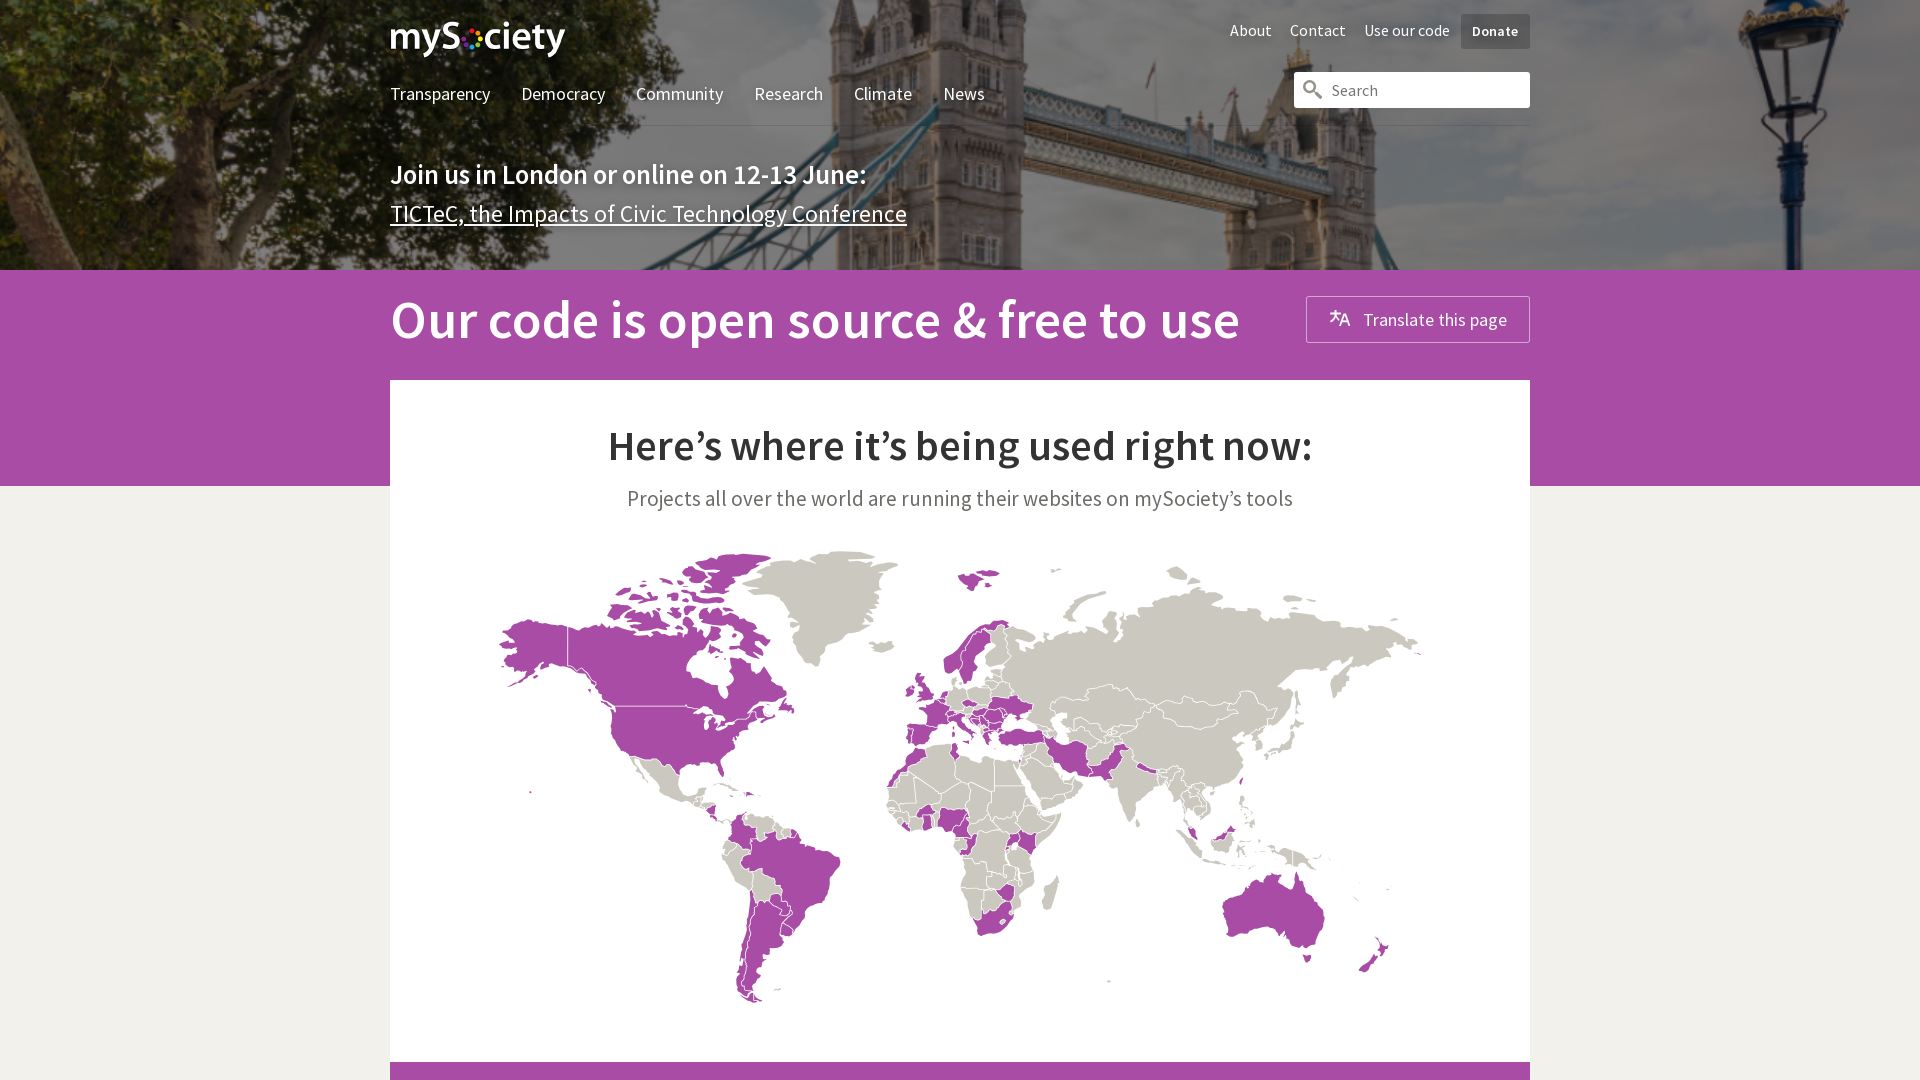 mySociety
About Contact Use our code Donate
Search
Transparency Democracy Community Research Climate News
Join us in London or online on 12-13 June:
TICTeC, the Impacts of Civic Technology Conference
Our code is open source & free to use
Translate this page
Here’s where it’s being used right now:
Projects all over the world are running their websites on mySociety’s tools